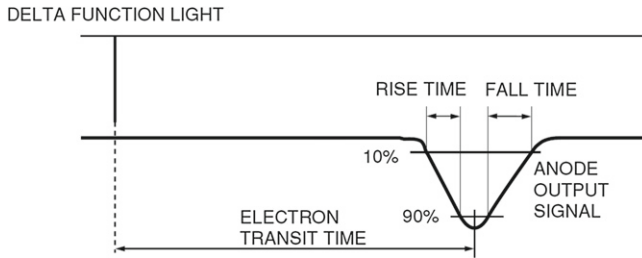 DELTA FUNCTION LIGHT
RISE TIME
FALL TIME
10%
ANODE
OUTPUT
SIGNAL
90%
ELECTRON
TRANSIT TIME